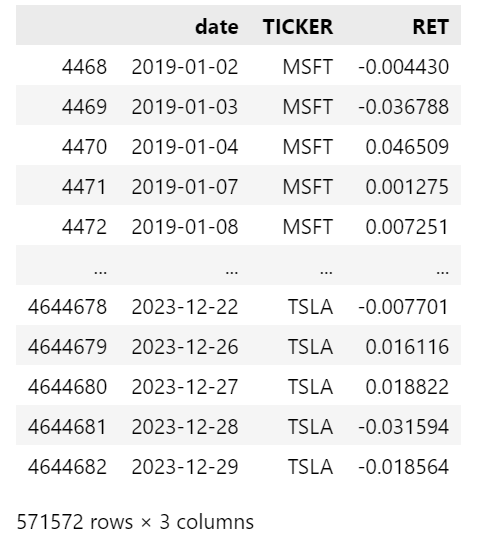 date TICKER RET
4468 2019-01-02 MSFT -0.004430
4469 2019-01-03 MSFT -0.036788
4470 2019-01-04 MSFT 0.046509
4471 2019-01-07 MSFT 0.001275
4472 2019-01-08 MSFT 0.007251
... ... ... ...
4644678 2023-12-22 TSLA -0.007701
4644679 2023-12-26 TSLA 0.016116
4644680 2023-12-27 TSLA 0.018822
4644681 2023-12-28 TSLA -0.031594
4644682 2023-12-29 TSLA -0.018564
571572 rows × 3 columns